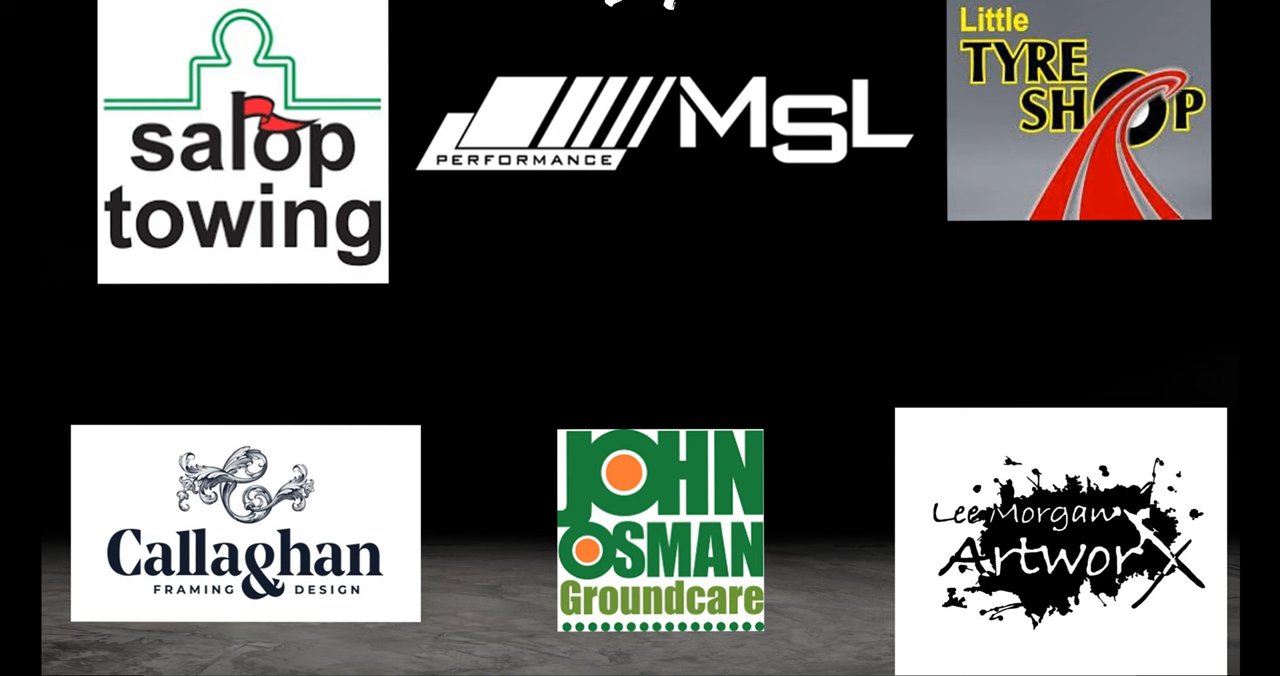 salop
towing
PERFORMANCE
MSL
Little
TYRE
SHOP
Callaghan
FRAMING & DESIGN
JOHN
OSMAN
Groundcare
Lee Morgan
ArtworX